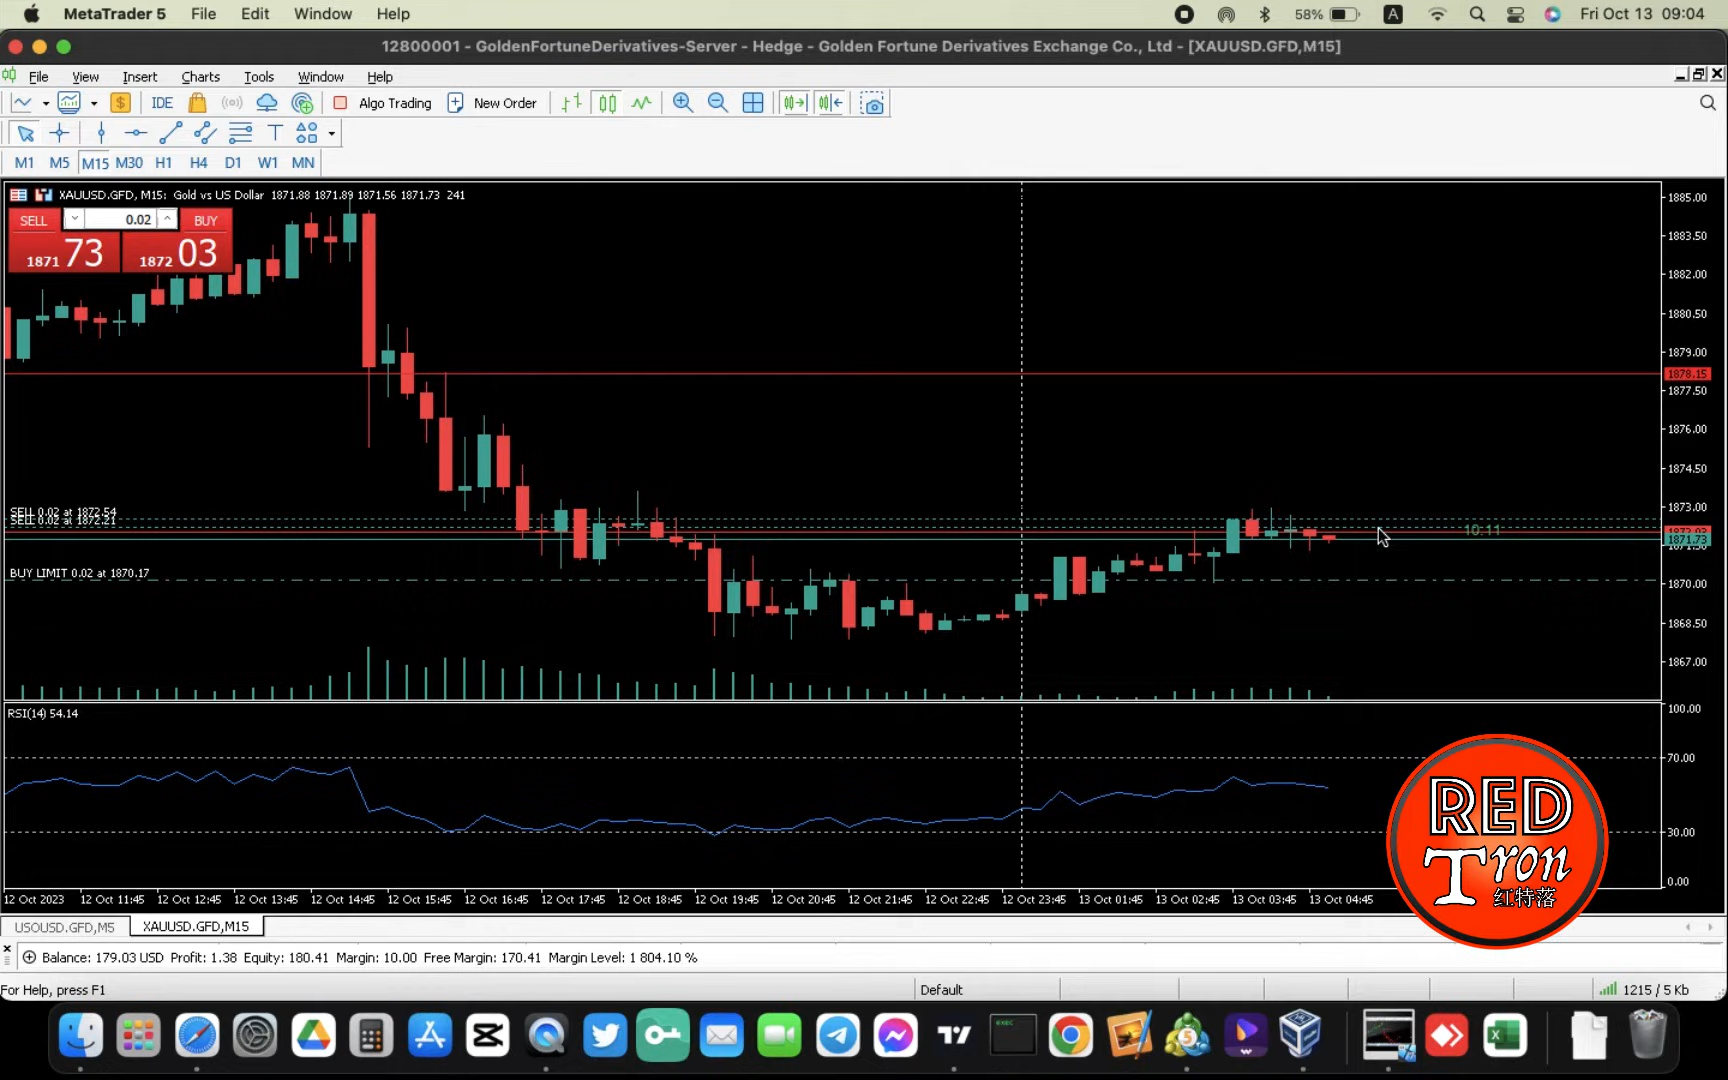 MetaTrader 5 File Edit Window Help 58% A Fri Oct 13 09:04
12800001 - GoldenFortuneDerivatives-Server - Hedge - Golden Fortune Derivatives Exchange Co., Ltd - [XAUUSD.GFD,M15]
File View Insert Charts Tools Window Help
IDE Algo Trading New Order
M1 M5 M15 M30 H1 H4 D1 W1 MN
XAUUSD.GFD, M15: Gold vs US Dollar 1871.88 1871.89 1871.56 1871.73 241
SELL 0.02 BUY
1871 73 1872 03
1885.00
1883.50
1882.00
1880.50
1879.00
1878.15
1877.50
1876.00
1874.50
1873.00
SELL 0.02 at 1872.54
SELL 0.02 at 1872.21
10:11
1872.03
1871.73
1871.50
BUY LIMIT 0.02 at 1870.17
1870.00
1868.50
1867.00
RSI(14) 54.14
100.00
70.00
30.00
0.00
RED
Tron
红特落
12 Oct 2023 12 Oct 11:45 12 Oct 12:45 12 Oct 13:45 12 Oct 14:45 12 Oct 15:45 12 Oct 16:45 12 Oct 17:45 12 Oct 18:45 12 Oct 19:45 12 Oct 20:45 12 Oct 21:45 12 Oct 22:45 12 Oct 23:45 13 Oct 01:45 13 Oct 02:45 13 Oct 03:45 13 Oct 04:45
USOUSD.GFD,M5 XAUUSD.GFD,M15
Balance: 179.03 USD Profit: 1.38 Equity: 180.41 Margin: 10.00 Free Margin: 170.41 Margin Level: 1 804.10 %
For Help, press F1 Default 1215 / 5 Kb